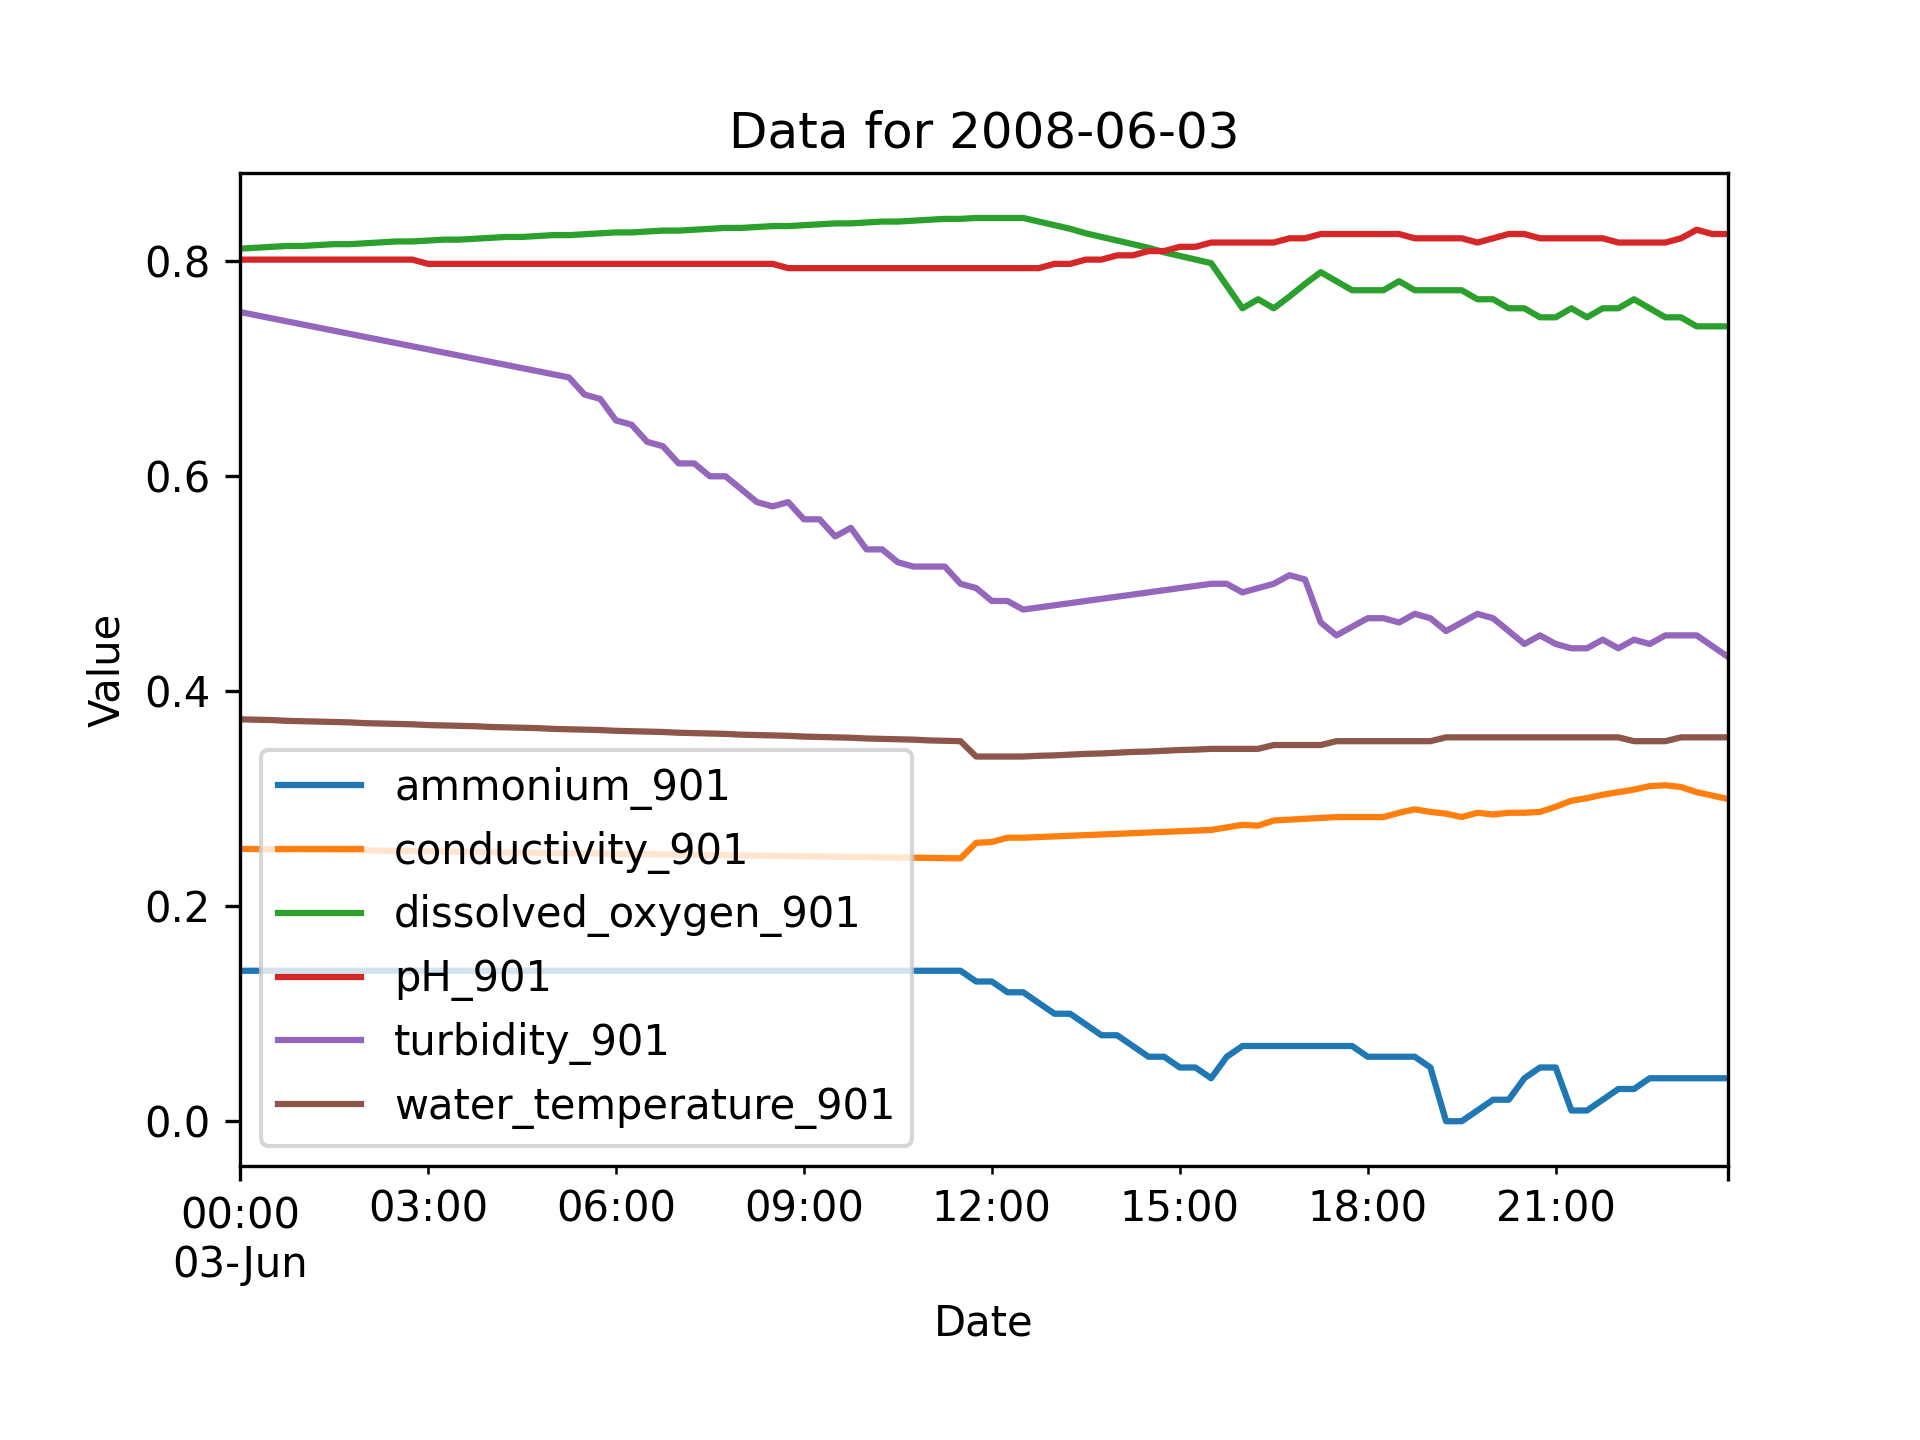 Data for 2008-06-03
Value
0.8
0.6
0.4
0.2
0.0
ammonium_901
conductivity_901
dissolved_oxygen_901
pH_901
turbidity_901
water_temperature_901
00:00 03:00 06:00 09:00 12:00 15:00 18:00 21:00
03-Jun
Date